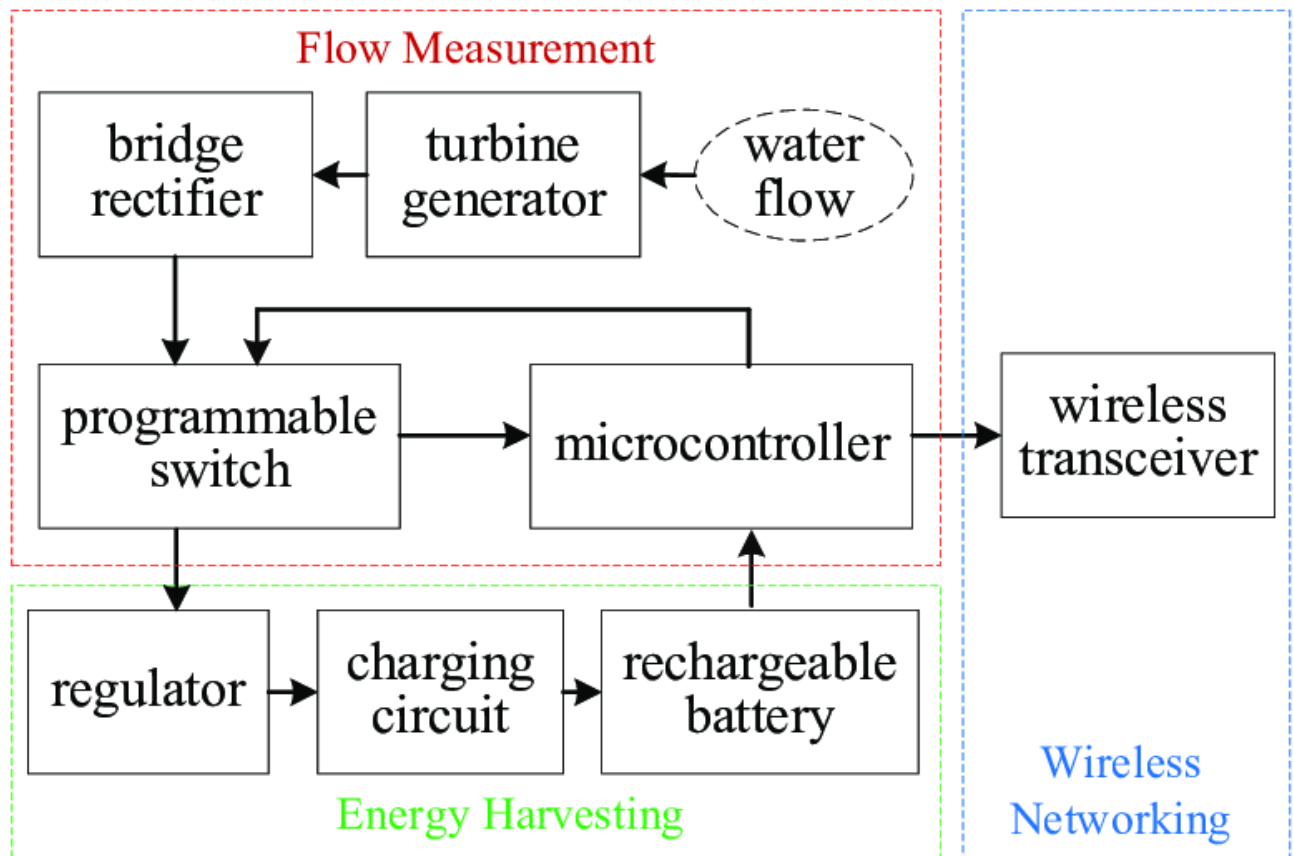 Flow Measurement
bridge
rectifier
turbine
generator
water
flow
programmable
switch
microcontroller
wireless
transceiver
regulator
charging
circuit
rechargeable
battery
Energy Harvesting
Wireless
Networking